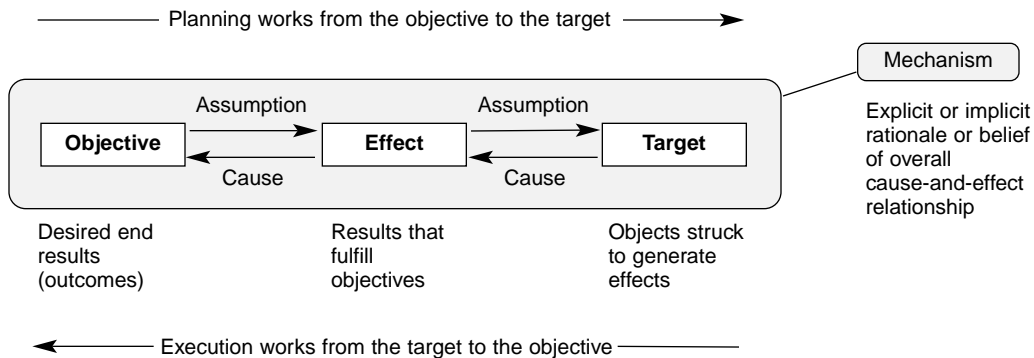 Planning works from the objective to the target
Mechanism
Assumption
Assumption
Objective
Effect
Target
Cause
Cause
Explicit or implicit
rationale or belief
of overall
cause-and-effect
relationship
Desired end
results
(outcomes)
Results that
fulfill
objectives
Objects struck
to generate
effects
Execution works from the target to the objective